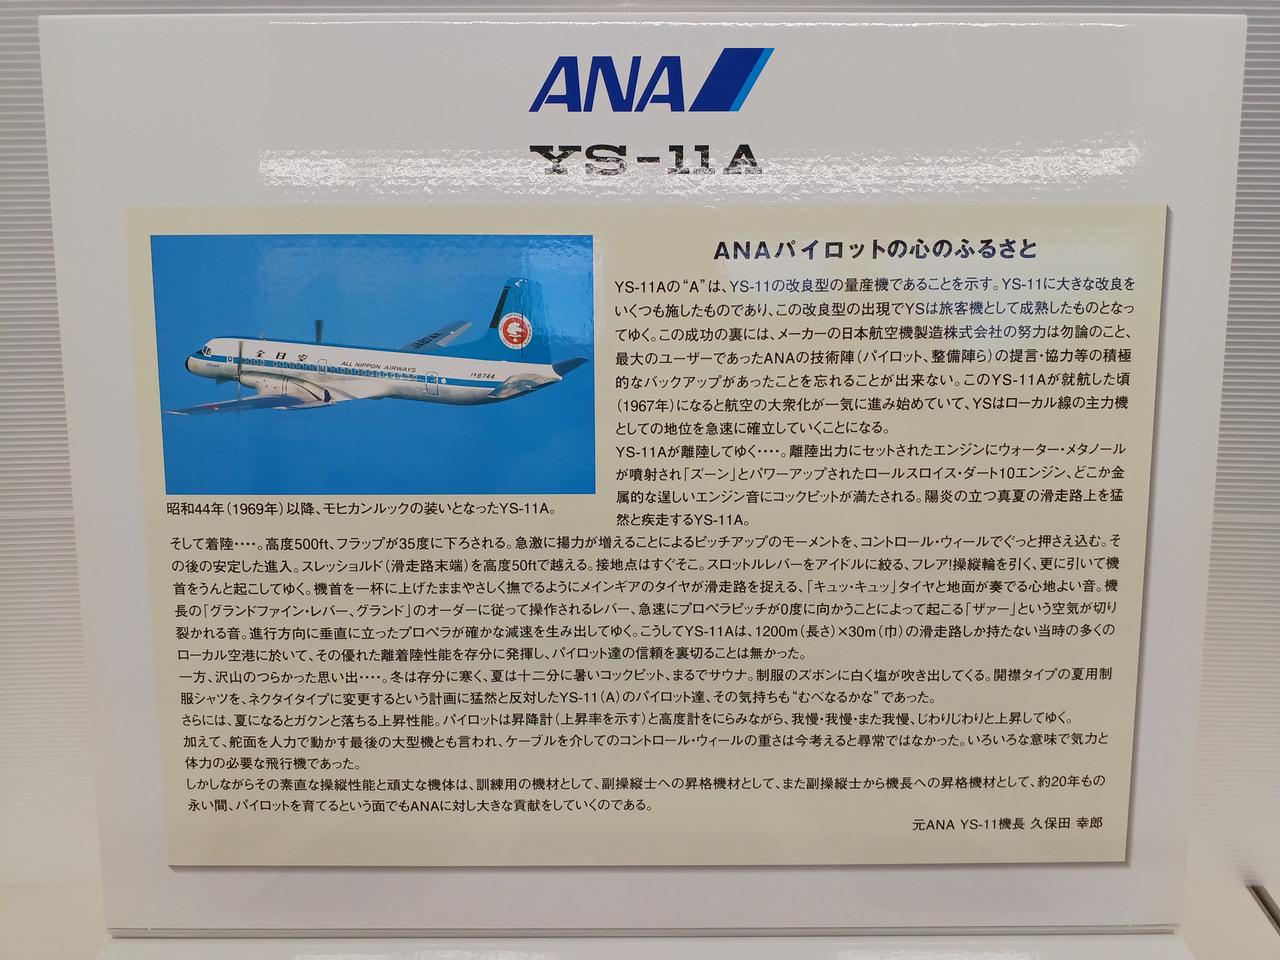 ANA
YS-11A
全日空
ALL NIPPON AIRWAYS
JA8744
ANAパイロットの心のふるさと
YS-11Aの“A”は、YS-11の改良型の量産機であることを示す。YS-11に大きな改良を
いくつも施したものであり、この改良型の出現でYSは旅客機として成熟したものとなっ
てゆく。この成功の裏には、メーカーの日本航空機製造株式会社の努力は勿論のこと、
最大のユーザーであったANAの技術陣（パイロット、整備陣ら）の提言・協力等の積極
的なバックアップがあったことを忘れることが出来ない。このYS-11Aが就航した頃
（1967年）になると航空の大衆化が一気に進み始めていて、YSはローカル線の主力機
としての地位を急速に確立していくことになる。
YS-11Aが離陸してゆく‥‥。離陸出力にセットされたエンジンにウォーター・メタノール
が噴射され「ズーン」とパワーアップされたロールスロイス・ダート10エンジン、どこか金
属的な逞しいエンジン音にコックピットが満たされる。陽炎の立つ真夏の滑走路上を猛
然と疾走するYS-11A。
昭和44年（1969年）以降、モヒカンルックの装いとなったYS-11A。
そして着陸‥‥。高度500ft、フラップが35度に下ろされる。急激に揚力が増えることによるピッチアップのモーメントを、コントロール・ウィールでぐっと押さえ込む。そ
の後の安定した進入。スレッショルド（滑走路末端）を高度50ftで越える。接地点はすぐそこ。スロットルレバーをアイドルに絞る、フレア！操縦輪を引く、更に引いて機
首をうんと起こしてゆく。機首を一杯に上げたままやさしく撫でるようにメインギアのタイヤが滑走路を捉える、「キュッ・キュッ」タイヤと地面が奏でる心地よい音。機
長の「グランドファイン・レバー、グランド」のオーダーに従って操作されるレバー、急速にプロペラピッチが0度に向かうことによって起こる「ザァー」という空気が切り
裂かれる音。進行方向に垂直に立ったプロペラが確かな減速を生み出してゆく。こうしてYS-11Aは、1200m（長さ）×30m（巾）の滑走路しか持たない当時の多くの
ローカル空港に於いて、その優れた離着陸性能を存分に発揮し、パイロット達の信頼を裏切ることは無かった。
一方、沢山のつらかった思い出‥‥。冬は存分に寒く、夏は十二分に暑いコックピット、まるでサウナ。制服のズボンに白く塩が吹き出してくる。開襟タイプの夏用制
服シャツを、ネクタイタイプに変更するという計画に猛然と反対したYS-11（A）のパイロット達、その気持ちも“むべなるかな”であった。
さらには、夏になるとガクンと落ちる上昇性能。パイロットは昇降計（上昇率を示す）と高度計をにらみながら、我慢・我慢・また我慢、じわりじわりと上昇してゆく。
加えて、舵面を人力で動かす最後の大型機とも言われ、ケーブルを介してのコントロール・ウィールの重さは今考えると尋常ではなかった。いろいろな意味で気力と
体力の必要な飛行機であった。
しかしながらその素直な操縦性能と頑丈な機体は、訓練用の機材として、副操縦士への昇格機材として、また副操縦士から機長への昇格機材として、約20年もの
永い間、パイロットを育てるという面でもANAに対し大きな貢献をしていくのである。
元ANA YS-11機長 久保田 幸郎